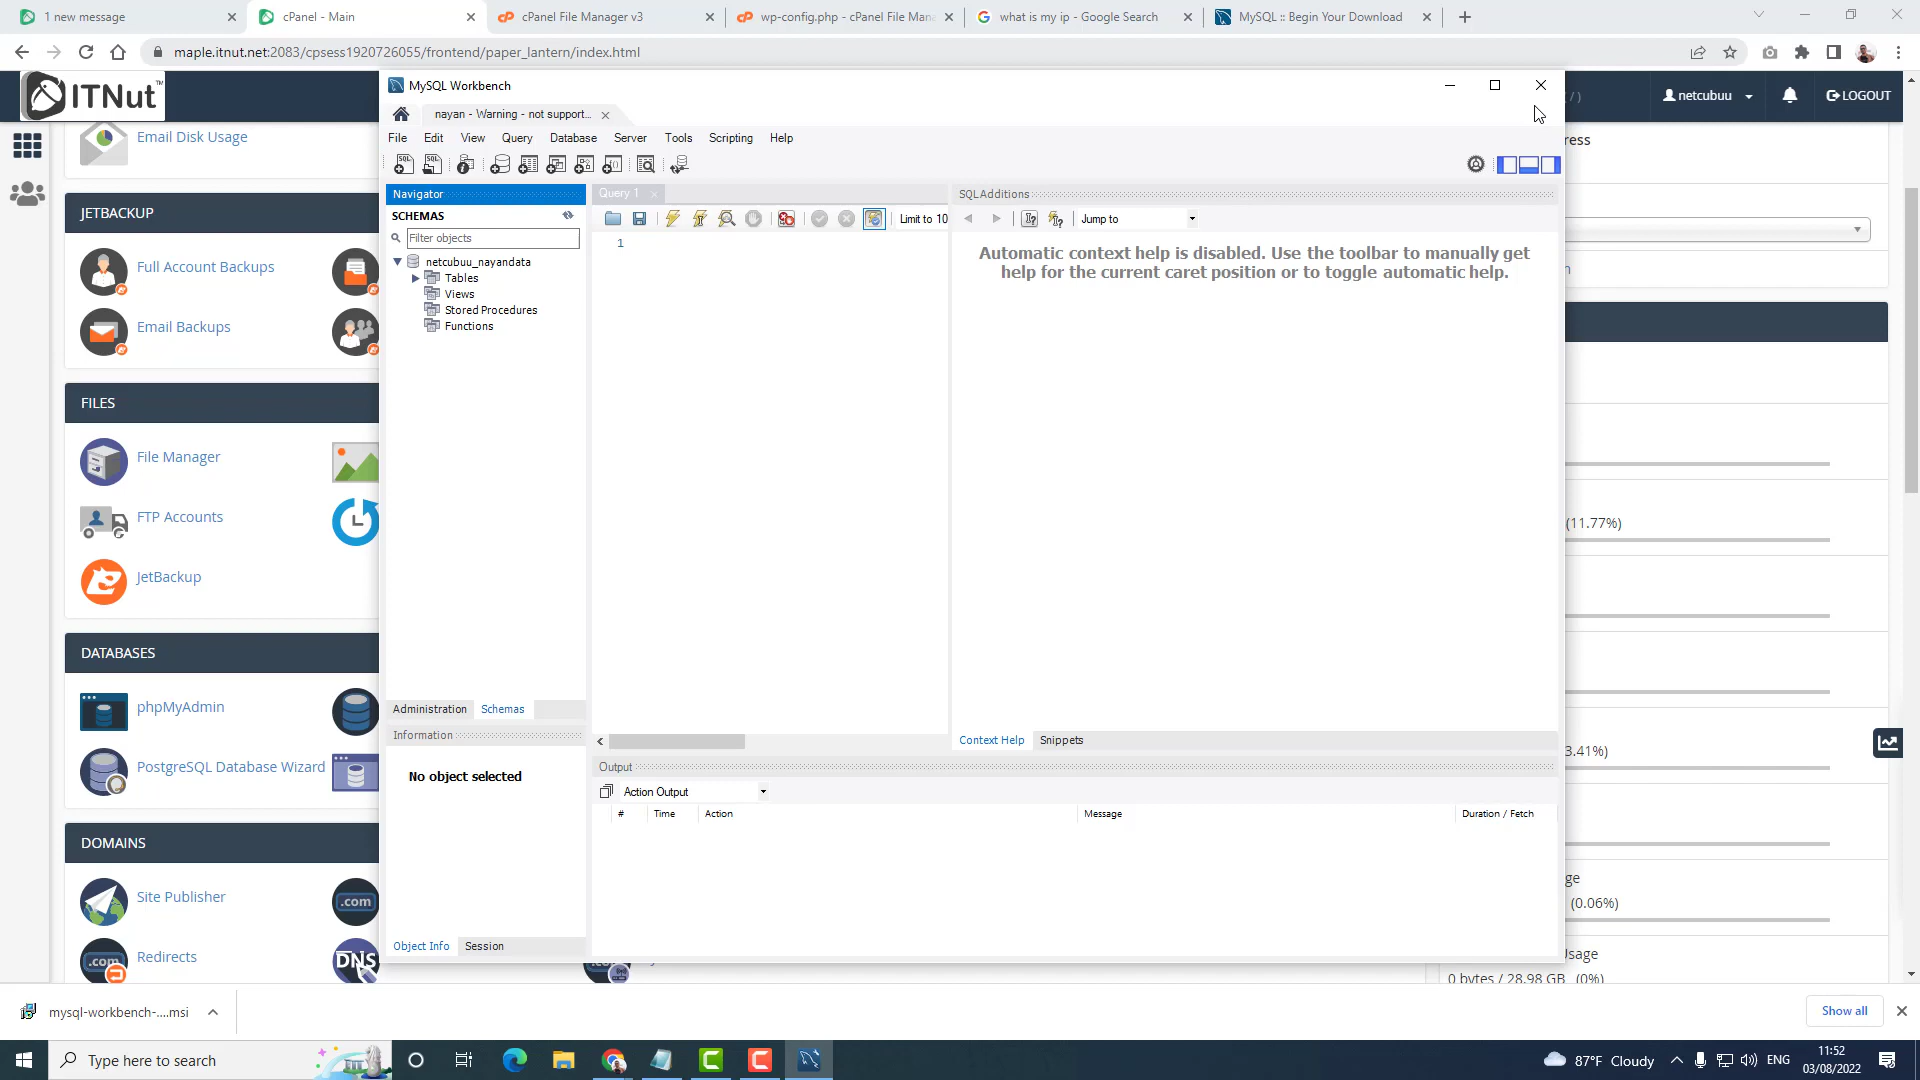 1 new message
cPanel - Main
cPanel File Manager v3
wp-config.php - cPanel File Mana
what is my ip - Google Search
MySQL :: Begin Your Download
maple.itnut.net:2083/cpsess1920726055/frontend/paper_lantern/index.html
ITNut™
netcubuu
LOGOUT
MySQL Workbench
nayan - Warning - not support...
File Edit View Query Database Server Tools Scripting Help
Navigator
SCHEMAS
Filter objects
netcubuu_nayandata
Tables
Views
Stored Procedures
Functions
Administration Schemas
Information
No object selected
Object Info Session
Query 1
Limit to 10
1
SQLAdditions
Jump to
Automatic context help is disabled. Use the toolbar to manually get
help for the current caret position or to toggle automatic help.
Context Help Snippets
Output
Action Output
# Time Action Message Duration / Fetch
Email Disk Usage
JETBACKUP
Full Account Backups
Email Backups
FILES
File Manager
FTP Accounts
JetBackup
DATABASES
phpMyAdmin
PostgreSQL Database Wizard
DOMAINS
Site Publisher
.com
Redirects
.com
DNS
ress
(11.77%)
3.41%)
ge
(0.06%)
Usage
0 bytes / 28.98 GB (0%)
mysql-workbench-....msi
Show all
Type here to search
87°F Cloudy
ENG
11:52
03/08/2022